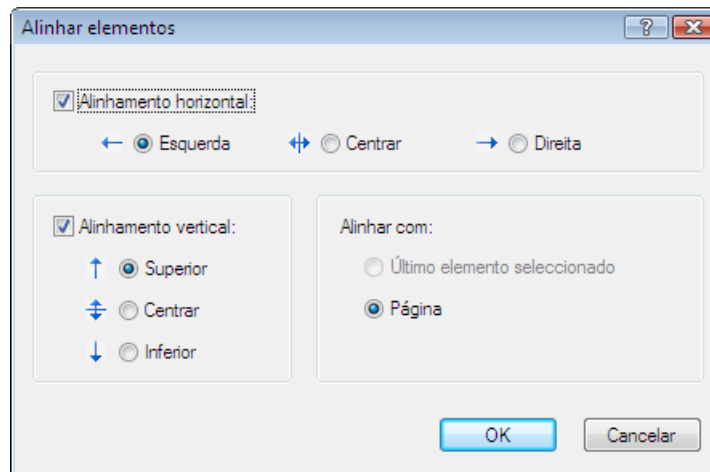 Alinhar elementos
Alinhamento horizontal:
Esquerda Centrar Direita
Alinhamento vertical:
Superior
Centrar
Inferior
Alinhar com:
Último elemento seleccionado
Página
OK Cancelar